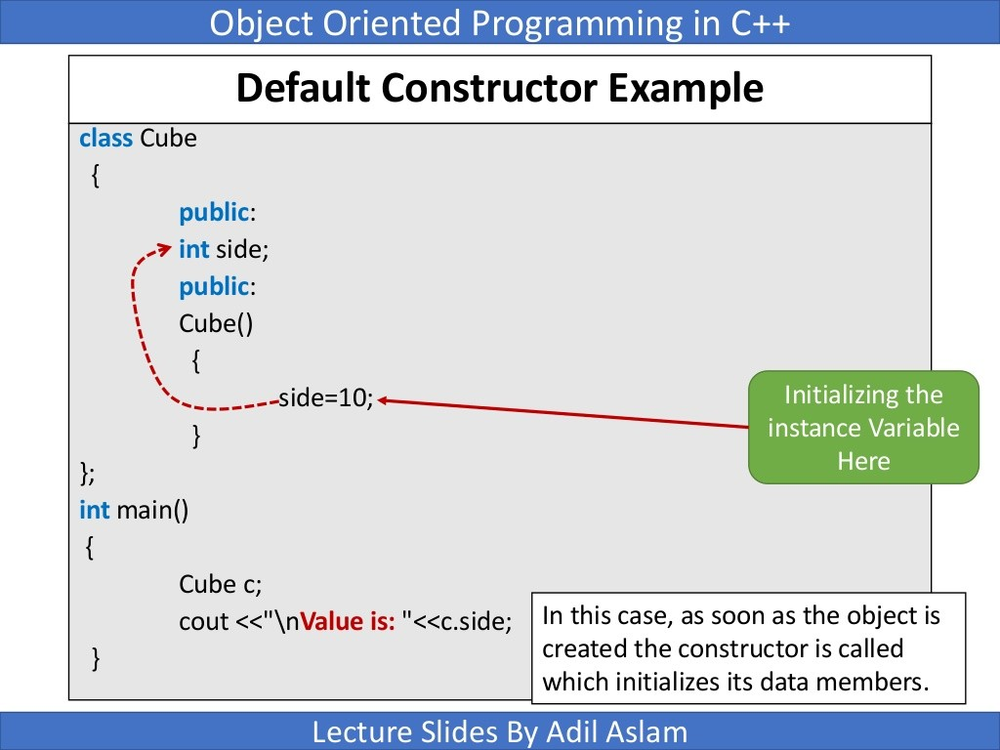 Object Oriented Programming in C++
Default Constructor Example
class Cube
{
public:
int side;
public:
Cube()
{
side=10;
}
};
int main()
{
Cube c;
cout <<"\nValue is: "<<c.side;
}
Initializing the
instance Variable
Here
In this case, as soon as the object is
created the constructor is called
which initializes its data members.
Lecture Slides By Adil Aslam